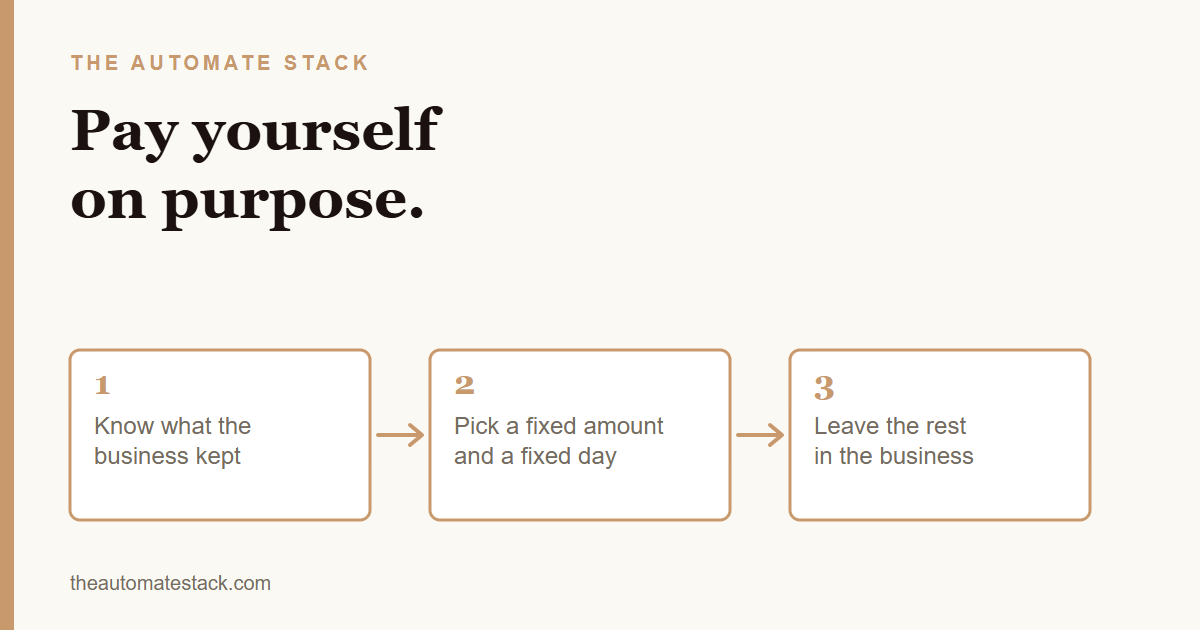 THE AUTOMATE STACK
Pay yourself
on purpose.
1
Know what the
business kept
2
Pick a fixed amount
and a fixed day
3
Leave the rest
in the business
theautomatestack.com